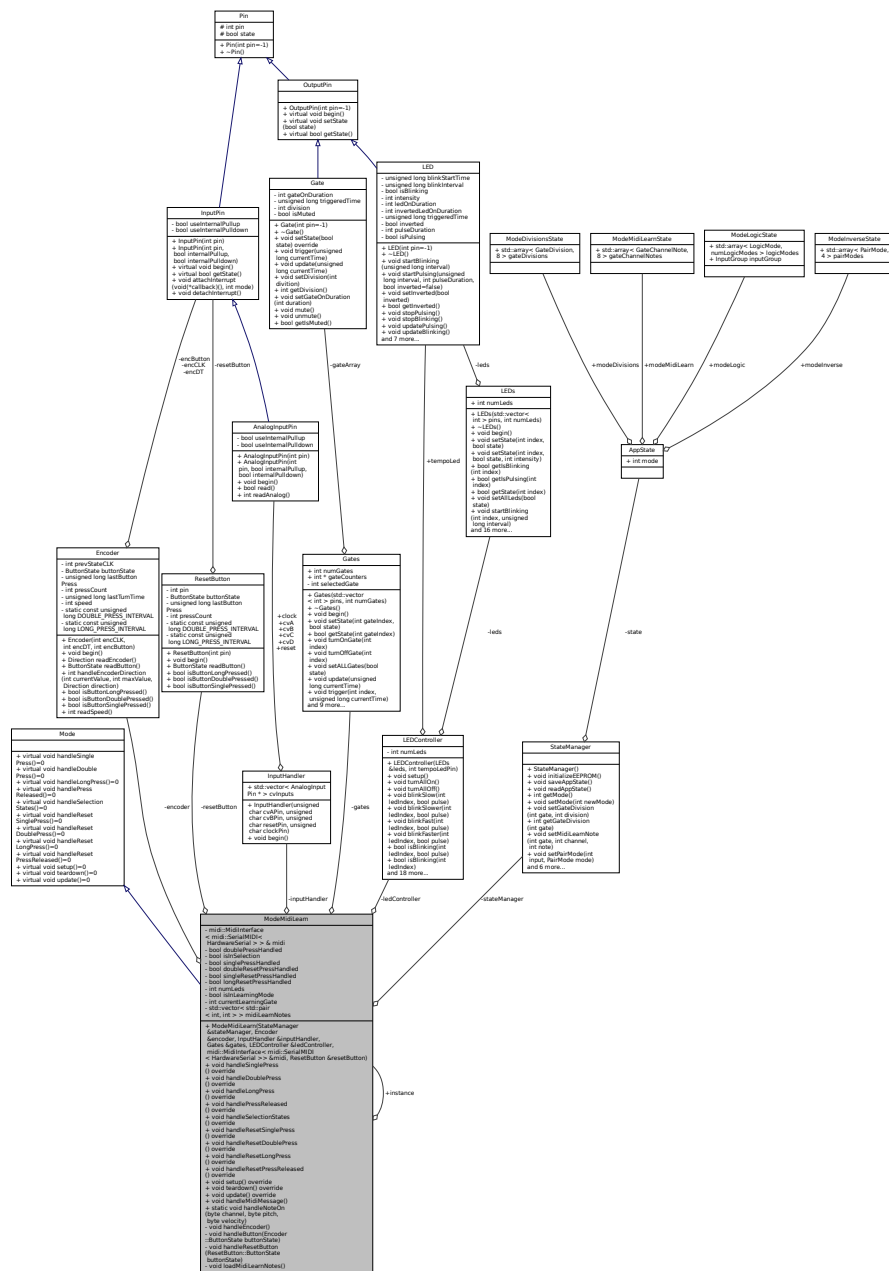 Pin
# int pin
# bool state
+ Pin(int pin=-1)
+ ~Pin()
OutputPin
+ OutputPin(int pin=-1)
+ virtual void begin()
+ virtual void setState
(bool state)
+ virtual bool getState()
LED
- unsigned long blinkStartTime
- unsigned long blinkInterval
- bool isBlinking
- int intensity
- int ledOnDuration
- int invertedLedOnDuration
- unsigned long triggeredTime
- bool inverted
- int pulseDuration
- bool isPulsing
+ LED(int pin=-1)
+ ~LED()
+ void startBlinking
(unsigned long interval)
+ void startPulsing(unsigned
long interval, int pulseDuration,
bool inverted=false)
+ void setInverted(bool
inverted)
+ bool getInverted()
+ void stopPulsing()
+ void stopBlinking()
+ void updatePulsing()
+ void updateBlinking()
and 7 more...
Gate
- int gateOnDuration
- unsigned long triggeredTime
- int division
- bool isMuted
+ Gate(int pin=-1)
+ ~Gate()
+ void setState(bool
state) override
+ void trigger(unsigned
long currentTime)
+ void update(unsigned
long currentTime)
+ void setDivision(int
divition)
+ int getDivision()
+ void setGateOnDuration
(int duration)
+ void mute()
+ void unmute()
+ bool getIsMuted()
InputPin
- bool useInternalPullup
- bool useInternalPulldown
+ InputPin(int pin)
+ InputPin(int pin,
bool internalPullup,
bool internalPulldown)
+ virtual void begin()
+ virtual bool getState()
+ void attachInterrupt
(void(*callback)(), int mode)
+ void detachInterrupt()
ModeDivisionsState
+ std::array< GateDivision,
8 > gateDivisions
ModeMidiLearnState
+ std::array< GateChannelNote,
8 > gateChannelNotes
ModeLogicState
+ std::array< LogicMode,
numLogicModes > logicModes
+ InputGroup inputGroup
ModeInverseState
+ std::array< PairMode,
4 > pairModes
-encButton
-encCLK
-encDT
-resetButton
-gateArray
-leds
+modeDivisions
+modeMidiLearn
+modeLogic
+modeInverse
LEDs
+ int numLeds
+ LEDs(std::vector<
int > pins, int numLeds)
+ ~LEDs()
+ void begin()
+ void setState(int index,
bool state)
+ void setState(int index,
bool state, int intensity)
+ bool getIsBlinking
(int index)
+ bool getIsPulsing(int
index)
+ bool getState(int index)
+ void setAllLeds(bool
state)
+ void startBlinking
(int index, unsigned
long interval)
and 16 more...
AnalogInputPin
- bool useInternalPullup
- bool useInternalPulldown
+ AnalogInputPin(int pin)
+ AnalogInputPin(int
pin, bool internalPullup,
bool internalPulldown)
+ void begin()
+ bool read()
+ int readAnalog()
AppState
+ int mode
+tempoLed
Encoder
- int prevStateCLK
- ButtonState buttonState
- unsigned long lastButton
Press
- int pressCount
- unsigned long lastTurnTime
- int speed
- static const unsigned
long DOUBLE_PRESS_INTERVAL
- static const unsigned
long LONG_PRESS_INTERVAL
+ Encoder(int encCLK,
int encDT, int encButton)
+ void begin()
+ Direction readEncoder()
+ ButtonState readButton()
+ int handleEncoderDirection
(int currentValue, int maxValue,
Direction direction)
+ bool isButtonLongPressed()
+ bool isButtonDoublePressed()
+ bool isButtonSinglePressed()
+ int readSpeed()
ResetButton
- int pin
- ButtonState buttonState
- unsigned long lastButton
Press
- int pressCount
- static const unsigned
long DOUBLE_PRESS_INTERVAL
- static const unsigned
long LONG_PRESS_INTERVAL
+ ResetButton(int pin)
+ void begin()
+ ButtonState readButton()
+ bool isButtonLongPressed()
+ bool isButtonDoublePressed()
+ bool isButtonSinglePressed()
+clock
+cvA
+cvB
+cvC
+cvD
+reset
Gates
+ int numGates
+ int * gateCounters
- int selectedGate
+ Gates(std::vector
< int > pins, int numGates)
+ ~Gates()
+ void begin()
+ void setState(int gateIndex,
bool state)
+ bool getState(int gateIndex)
+ void turnOnGate(int
index)
+ void turnOffGate(int
index)
+ void setALLGates(bool
state)
+ void update(unsigned
long currentTime)
+ void trigger(int index,
unsigned long currentTime)
and 9 more...
-leds
-state
Mode
+ virtual void handleSingle
Press()=0
+ virtual void handleDouble
Press()=0
+ virtual void handleLongPress()=0
+ virtual void handlePress
Released()=0
+ virtual void handleSelection
States()=0
+ virtual void handleReset
SinglePress()=0
+ virtual void handleReset
DoublePress()=0
+ virtual void handleReset
LongPress()=0
+ virtual void handleReset
PressReleased()=0
+ virtual void setup()=0
+ virtual void teardown()=0
+ virtual void update()=0
InputHandler
+ std::vector< AnalogInput
Pin * > cvInputs
+ InputHandler(unsigned
char cvAPin, unsigned
char cvBPin, unsigned
char resetPin, unsigned
char clockPin)
+ void begin()
LEDController
- int numLeds
+ LEDController(LEDs
&leds, int tempoLedPin)
+ void setup()
+ void turnAllOn()
+ void turnAllOff()
+ void blinkSlow(int
ledIndex, bool pulse)
+ void blinkSlower(int
ledIndex, bool pulse)
+ void blinkFast(int
ledIndex, bool pulse)
+ void blinkFaster(int
ledIndex, bool pulse)
+ bool isBlinking(int
ledIndex, bool pulse)
+ bool isBlinking(int
ledIndex)
and 18 more...
StateManager
+ StateManager()
+ void initializeEEPROM()
+ void saveAppState()
+ void readAppState()
+ int getMode()
+ void setMode(int newMode)
+ void setGateDivision
(int gate, int division)
+ int getGateDivision
(int gate)
+ void setMidiLearnNote
(int gate, int channel,
int note)
+ void setPairMode(int
input, PairMode mode)
and 6 more...
-encoder
-resetButton
-inputHandler
-gates
-ledController
-stateManager
ModeMidiLearn
- midi::MidiInterface
< midi::SerialMIDI<
HardwareSerial > > & midi
- bool doublePressHandled
- bool isInSelection
- bool singlePressHandled
- bool doubleResetPressHandled
- bool singleResetPressHandled
- bool longResetPressHandled
- int numLeds
- bool isInLearningMode
- int currentLearningGate
- std::vector< std::pair
< int, int > > midiLearnNotes
+ ModeMidiLearn(StateManager
&stateManager, Encoder
&encoder, InputHandler &inputHandler,
Gates &gates, LEDController &ledController,
midi::MidiInterface< midi::SerialMIDI
< HardwareSerial >> &midi, ResetButton &resetButton)
+ void handleSinglePress
() override
+ void handleDoublePress
() override
+ void handleLongPress
() override
+ void handlePressReleased
() override
+ void handleSelectionStates
() override
+ void handleResetSinglePress
() override
+ void handleResetDoublePress
() override
+ void handleResetLongPress
() override
+ void handleResetPressReleased
() override
+ void setup() override
+ void teardown() override
+ void update() override
+ void handleMidiMessage()
+ static void handleNoteOn
(byte channel, byte pitch,
byte velocity)
- void handleEncoder()
- void handleButton(Encoder
::ButtonState buttonState)
- void handleResetButton
(ResetButton::ButtonState
buttonState)
- void loadMidiLearnNotes()
+instance